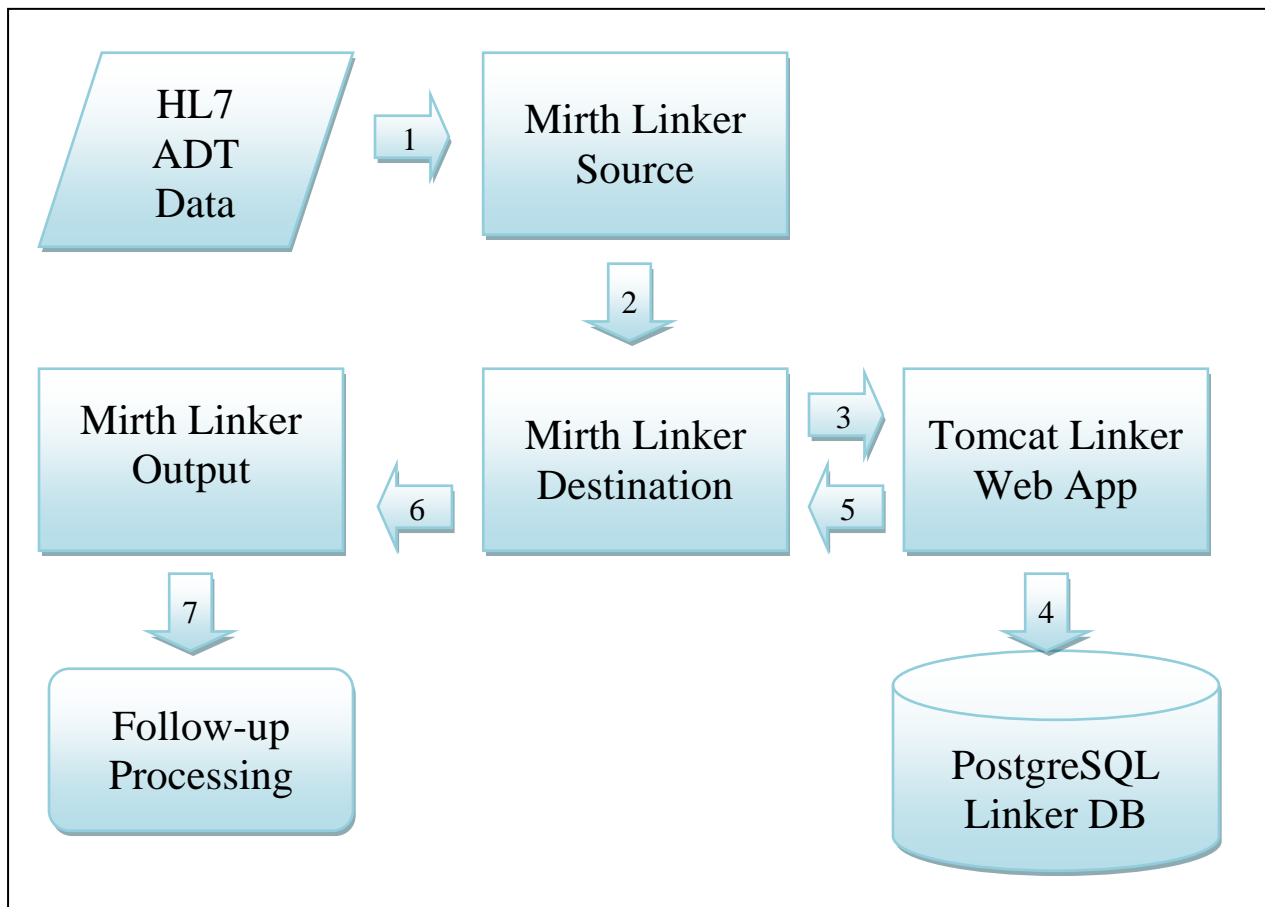 HL7
ADT
Data
1
Mirth Linker
Source
2
Mirth Linker
Output
6
Mirth Linker
Destination
3
5
Tomcat Linker
Web App
7
4
Follow-up
Processing
PostgreSQL
Linker DB